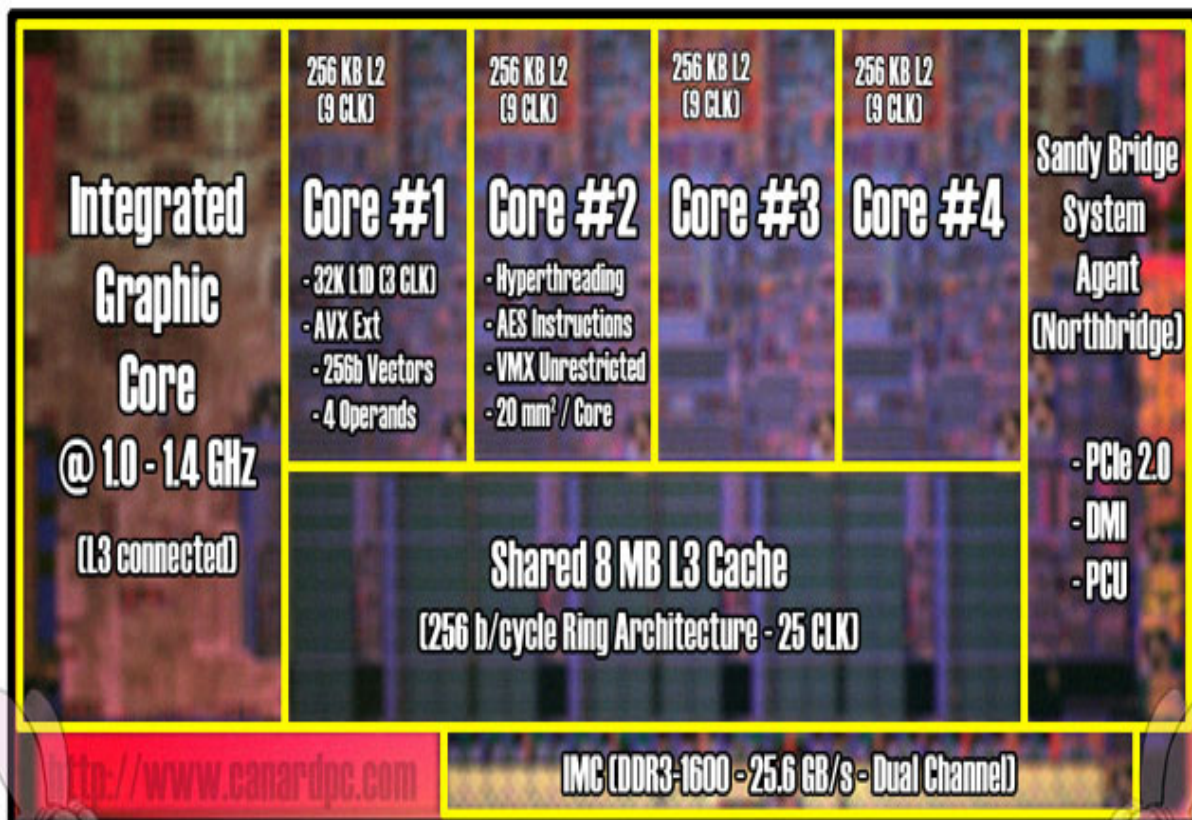 Integrated
Graphic
Core
@ 1.0 - 1.4 GHz
(L3 connected)
256 KB L2
(9 CLK)
Core #1
- 32K L1D (3 CLK)
- AVX Ext
- 256b Vectors
- 4 Operands
256 KB L2
(9 CLK)
Core #2
- Hyperthreading
- AES Instructions
- VMX Unrestricted
- 20 mm² / Core
256 KB L2
(9 CLK)
Core #3
256 KB L2
(9 CLK)
Core #4
Sandy Bridge
System
Agent
(Northbridge)
- PCIe 2.0
- DMI
- PCU
Shared 8 MB L3 Cache
(256 b/cycle Ring Architecture - 25 CLK)
http://www.canardpc.com
IMC (DDR3-1600 - 25.6 GB/s - Dual Channel)